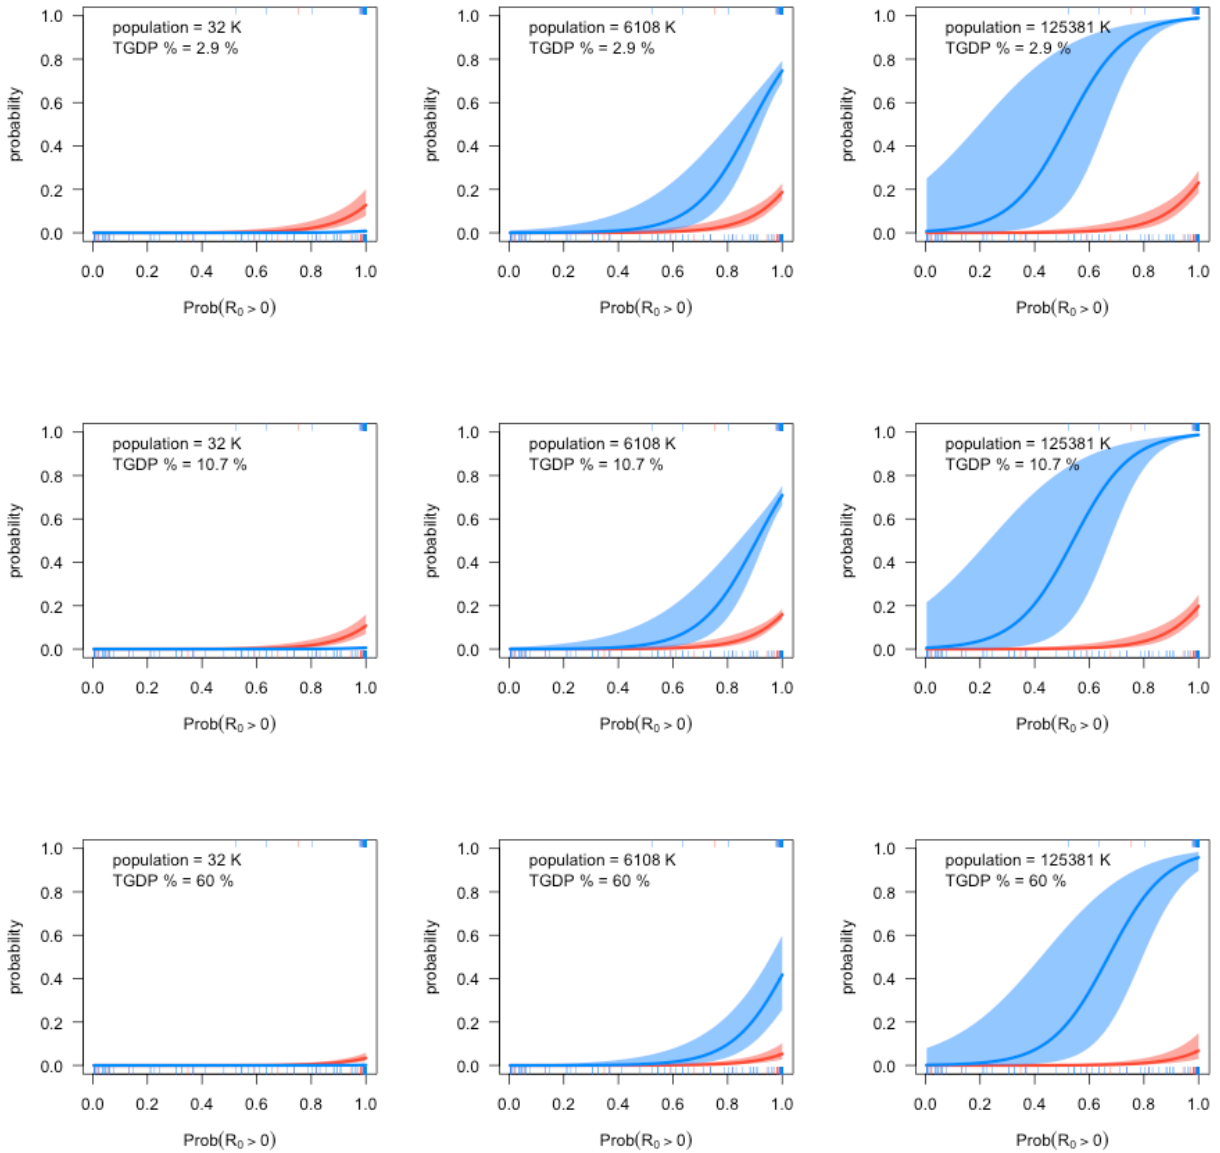 population = 32 K
TGDP % = 2.9 %
probability
1.0
0.8
0.6
0.4
0.2
0.0
0.0 0.2 0.4 0.6 0.8 1.0
Prob(R₀ > 0)
population = 6108 K
TGDP % = 2.9 %
probability
1.0
0.8
0.6
0.4
0.2
0.0
0.0 0.2 0.4 0.6 0.8 1.0
Prob(R₀ > 0)
population = 125381 K
TGDP % = 2.9 %
probability
1.0
0.8
0.6
0.4
0.2
0.0
0.0 0.2 0.4 0.6 0.8 1.0
Prob(R₀ > 0)
population = 32 K
TGDP % = 10.7 %
probability
1.0
0.8
0.6
0.4
0.2
0.0
0.0 0.2 0.4 0.6 0.8 1.0
Prob(R₀ > 0)
population = 6108 K
TGDP % = 10.7 %
probability
1.0
0.8
0.6
0.4
0.2
0.0
0.0 0.2 0.4 0.6 0.8 1.0
Prob(R₀ > 0)
population = 125381 K
TGDP % = 10.7 %
probability
1.0
0.8
0.6
0.4
0.2
0.0
0.0 0.2 0.4 0.6 0.8 1.0
Prob(R₀ > 0)
population = 32 K
TGDP % = 60 %
probability
1.0
0.8
0.6
0.4
0.2
0.0
0.0 0.2 0.4 0.6 0.8 1.0
Prob(R₀ > 0)
population = 6108 K
TGDP % = 60 %
probability
1.0
0.8
0.6
0.4
0.2
0.0
0.0 0.2 0.4 0.6 0.8 1.0
Prob(R₀ > 0)
population = 125381 K
TGDP % = 60 %
probability
1.0
0.8
0.6
0.4
0.2
0.0
0.0 0.2 0.4 0.6 0.8 1.0
Prob(R₀ > 0)